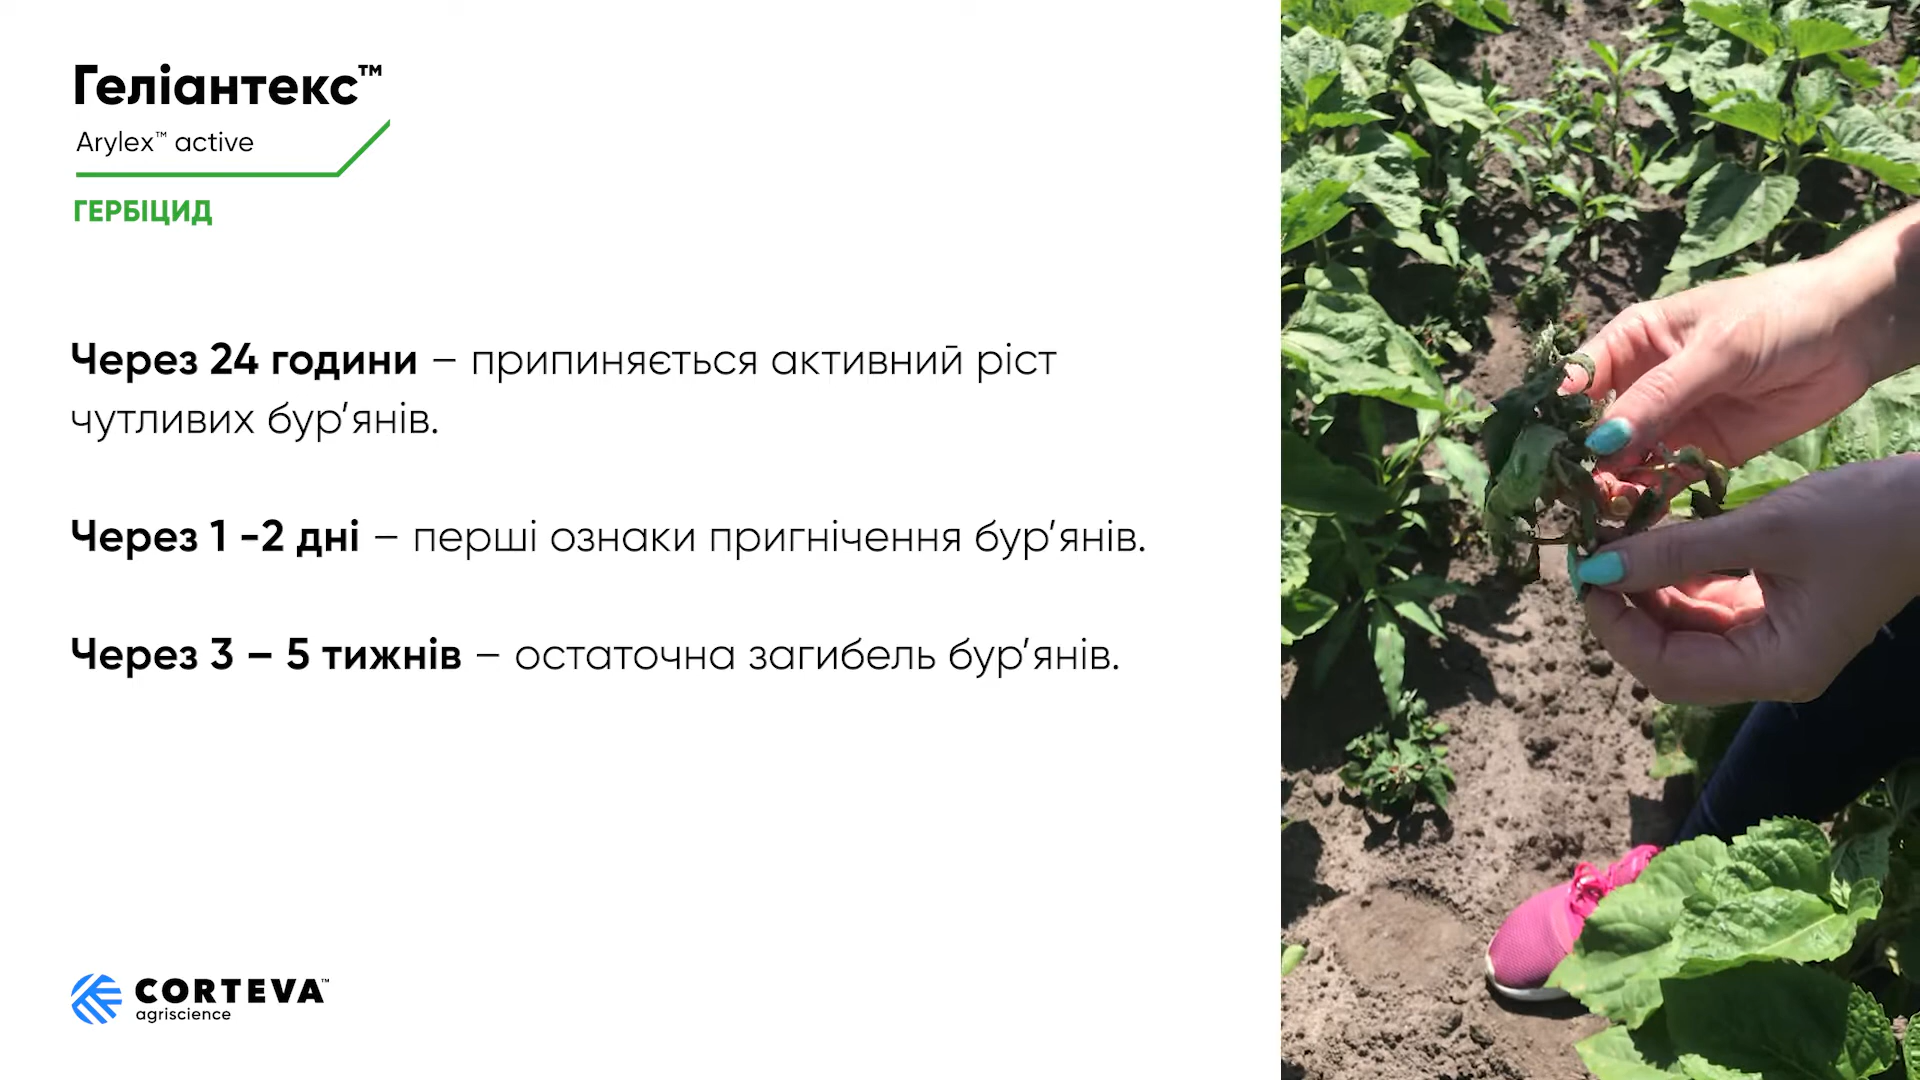 Геліантекс™
Arylex™ active
ГЕРБІЦИД
Через 24 години – припиняється активний ріст
чутливих бур’янів.
Через 1 -2 дні – перші ознаки пригнічення бур’янів.
Через 3 – 5 тижнів – остаточна загибель бур’янів.
CORTEVA™
agriscience